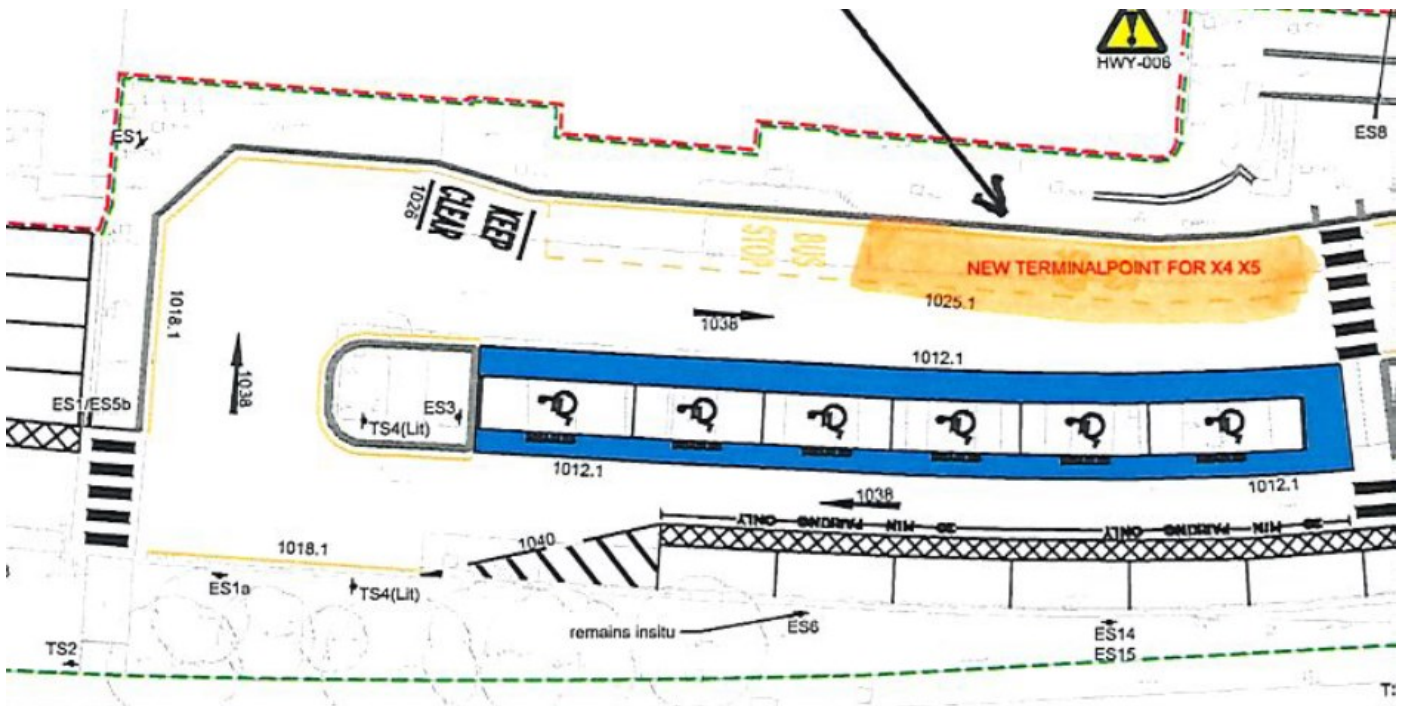 HWY-006
ES1
ES8
KEEP
CLEAR
1026
BUS
STOP
NEW TERMINALPOINT FOR X4 X5
1025.1
1018.1
1038
1038
1012.1
ES1/ES5b
ES3
TS4(Lit)
1012.1
1012.1
1038
20 MIN PARKING ONLY
20 MIN PARKING ONLY
1040
1018.1
ES1a
TS4(Lit)
remains insitu
ES6
ES14
ES15
TS2